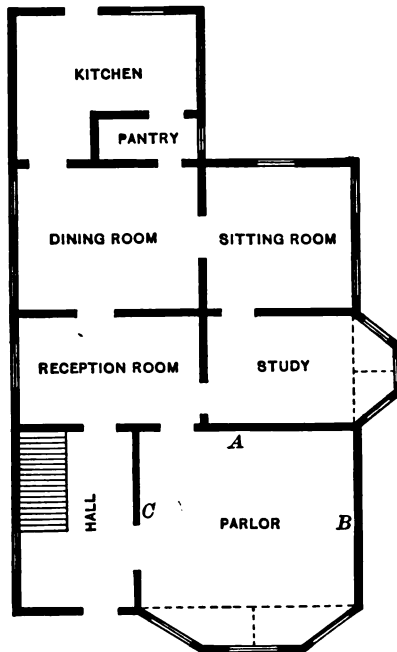 KITCHEN
PANTRY
DINING ROOM
SITTING ROOM
RECEPTION ROOM
STUDY
A
HALL
C
PARLOR
B